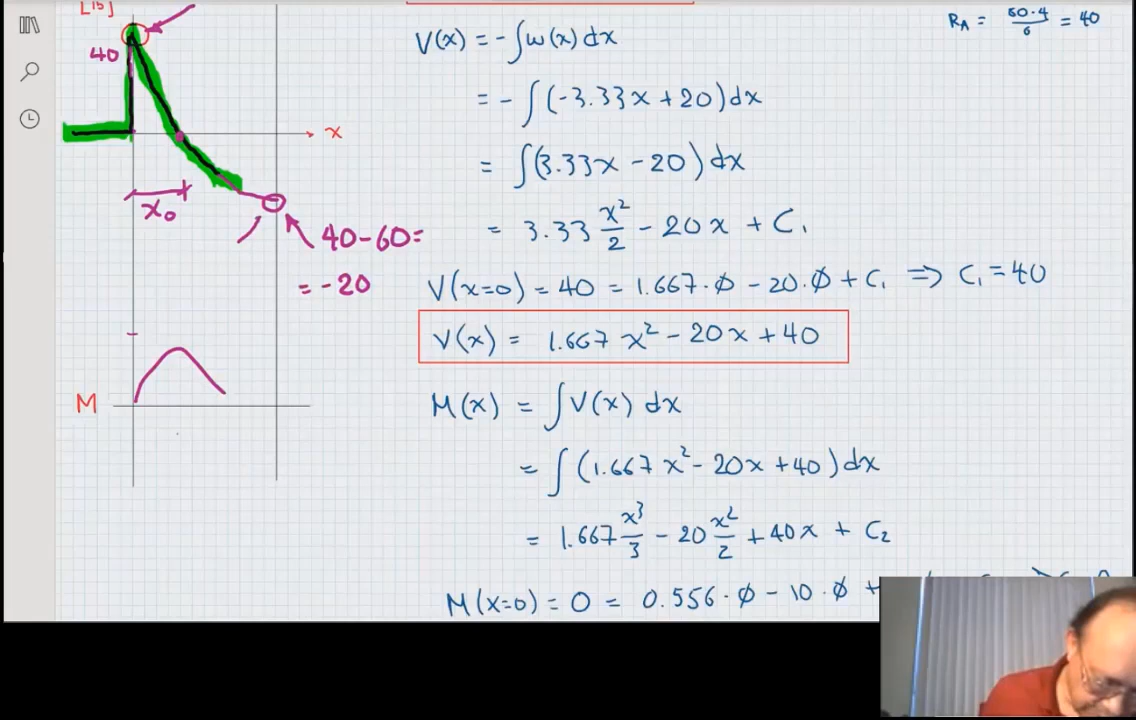 [lb]
40
x
x₀
40-60=
= -20
M
V(x) = -∫w(x)dx
= -∫(-3.33x+20)dx
= ∫(3.33x-20)dx
= 3.33 x²/2 - 20x + C₁
V(x=0) = 40 = 1.667·0 - 20·0 + C₁ ⇒ C₁ = 40
V(x) = 1.667 x² - 20x + 40
M(x) = ∫V(x) dx
= ∫(1.667 x² - 20x + 40)dx
= 1.667 x³/3 - 20 x²/2 + 40x + C₂
M(x=0) = 0 = 0.556·0 - 10·0 +
R_A = 60·4/6 = 40